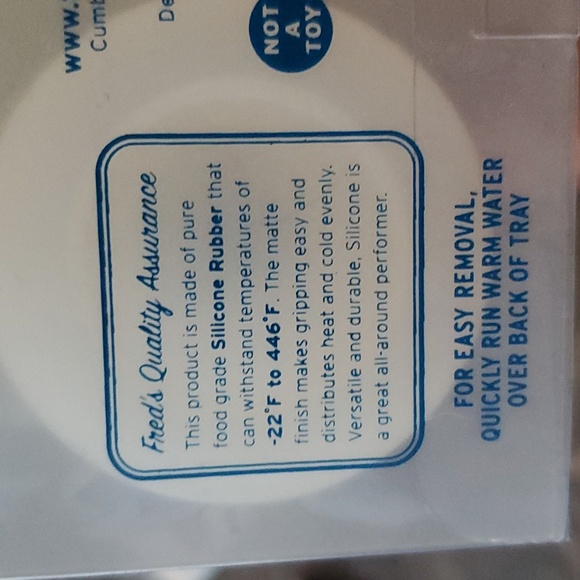 www.
Cumb
De
NOT
A
TOY
Fred's Quality Assurance
This product is made of pure
food grade Silicone Rubber that
can withstand temperatures of
-22°F to 446°F. The matte
finish makes gripping easy and
distributes heat and cold evenly.
Versatile and durable, Silicone is
a great all-around performer.
FOR EASY REMOVAL,
QUICKLY RUN WARM WATER
OVER BACK OF TRAY